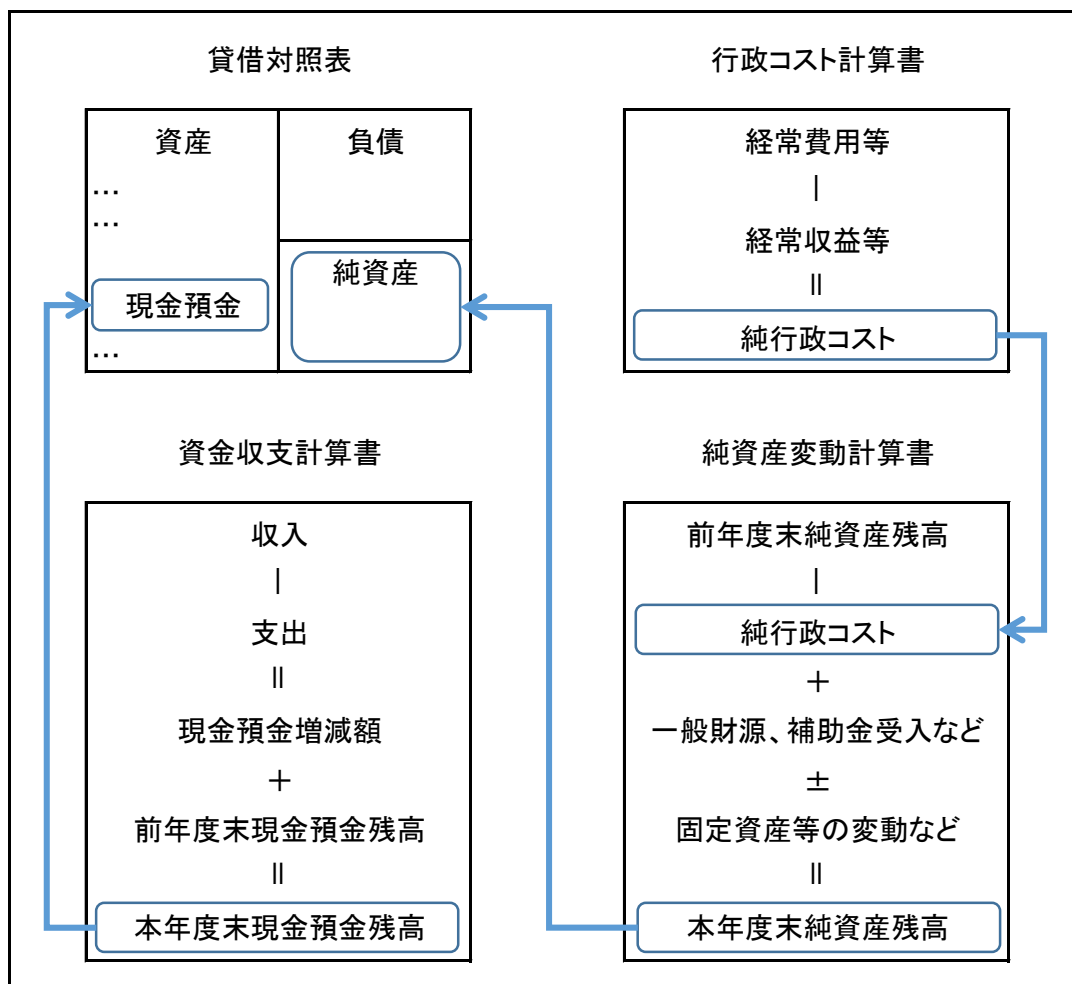 貸借対照表
資産
負債
…
…
純資産
現金預金
…
行政コスト計算書
経常費用等
|
経常収益等
||
純行政コスト
資金収支計算書
収入
|
支出
||
現金預金増減額
+
前年度末現金預金残高
||
本年度末現金預金残高
純資産変動計算書
前年度末純資産残高
|
純行政コスト
+
一般財源、補助金受入など
±
固定資産等の変動など
||
本年度末純資産残高